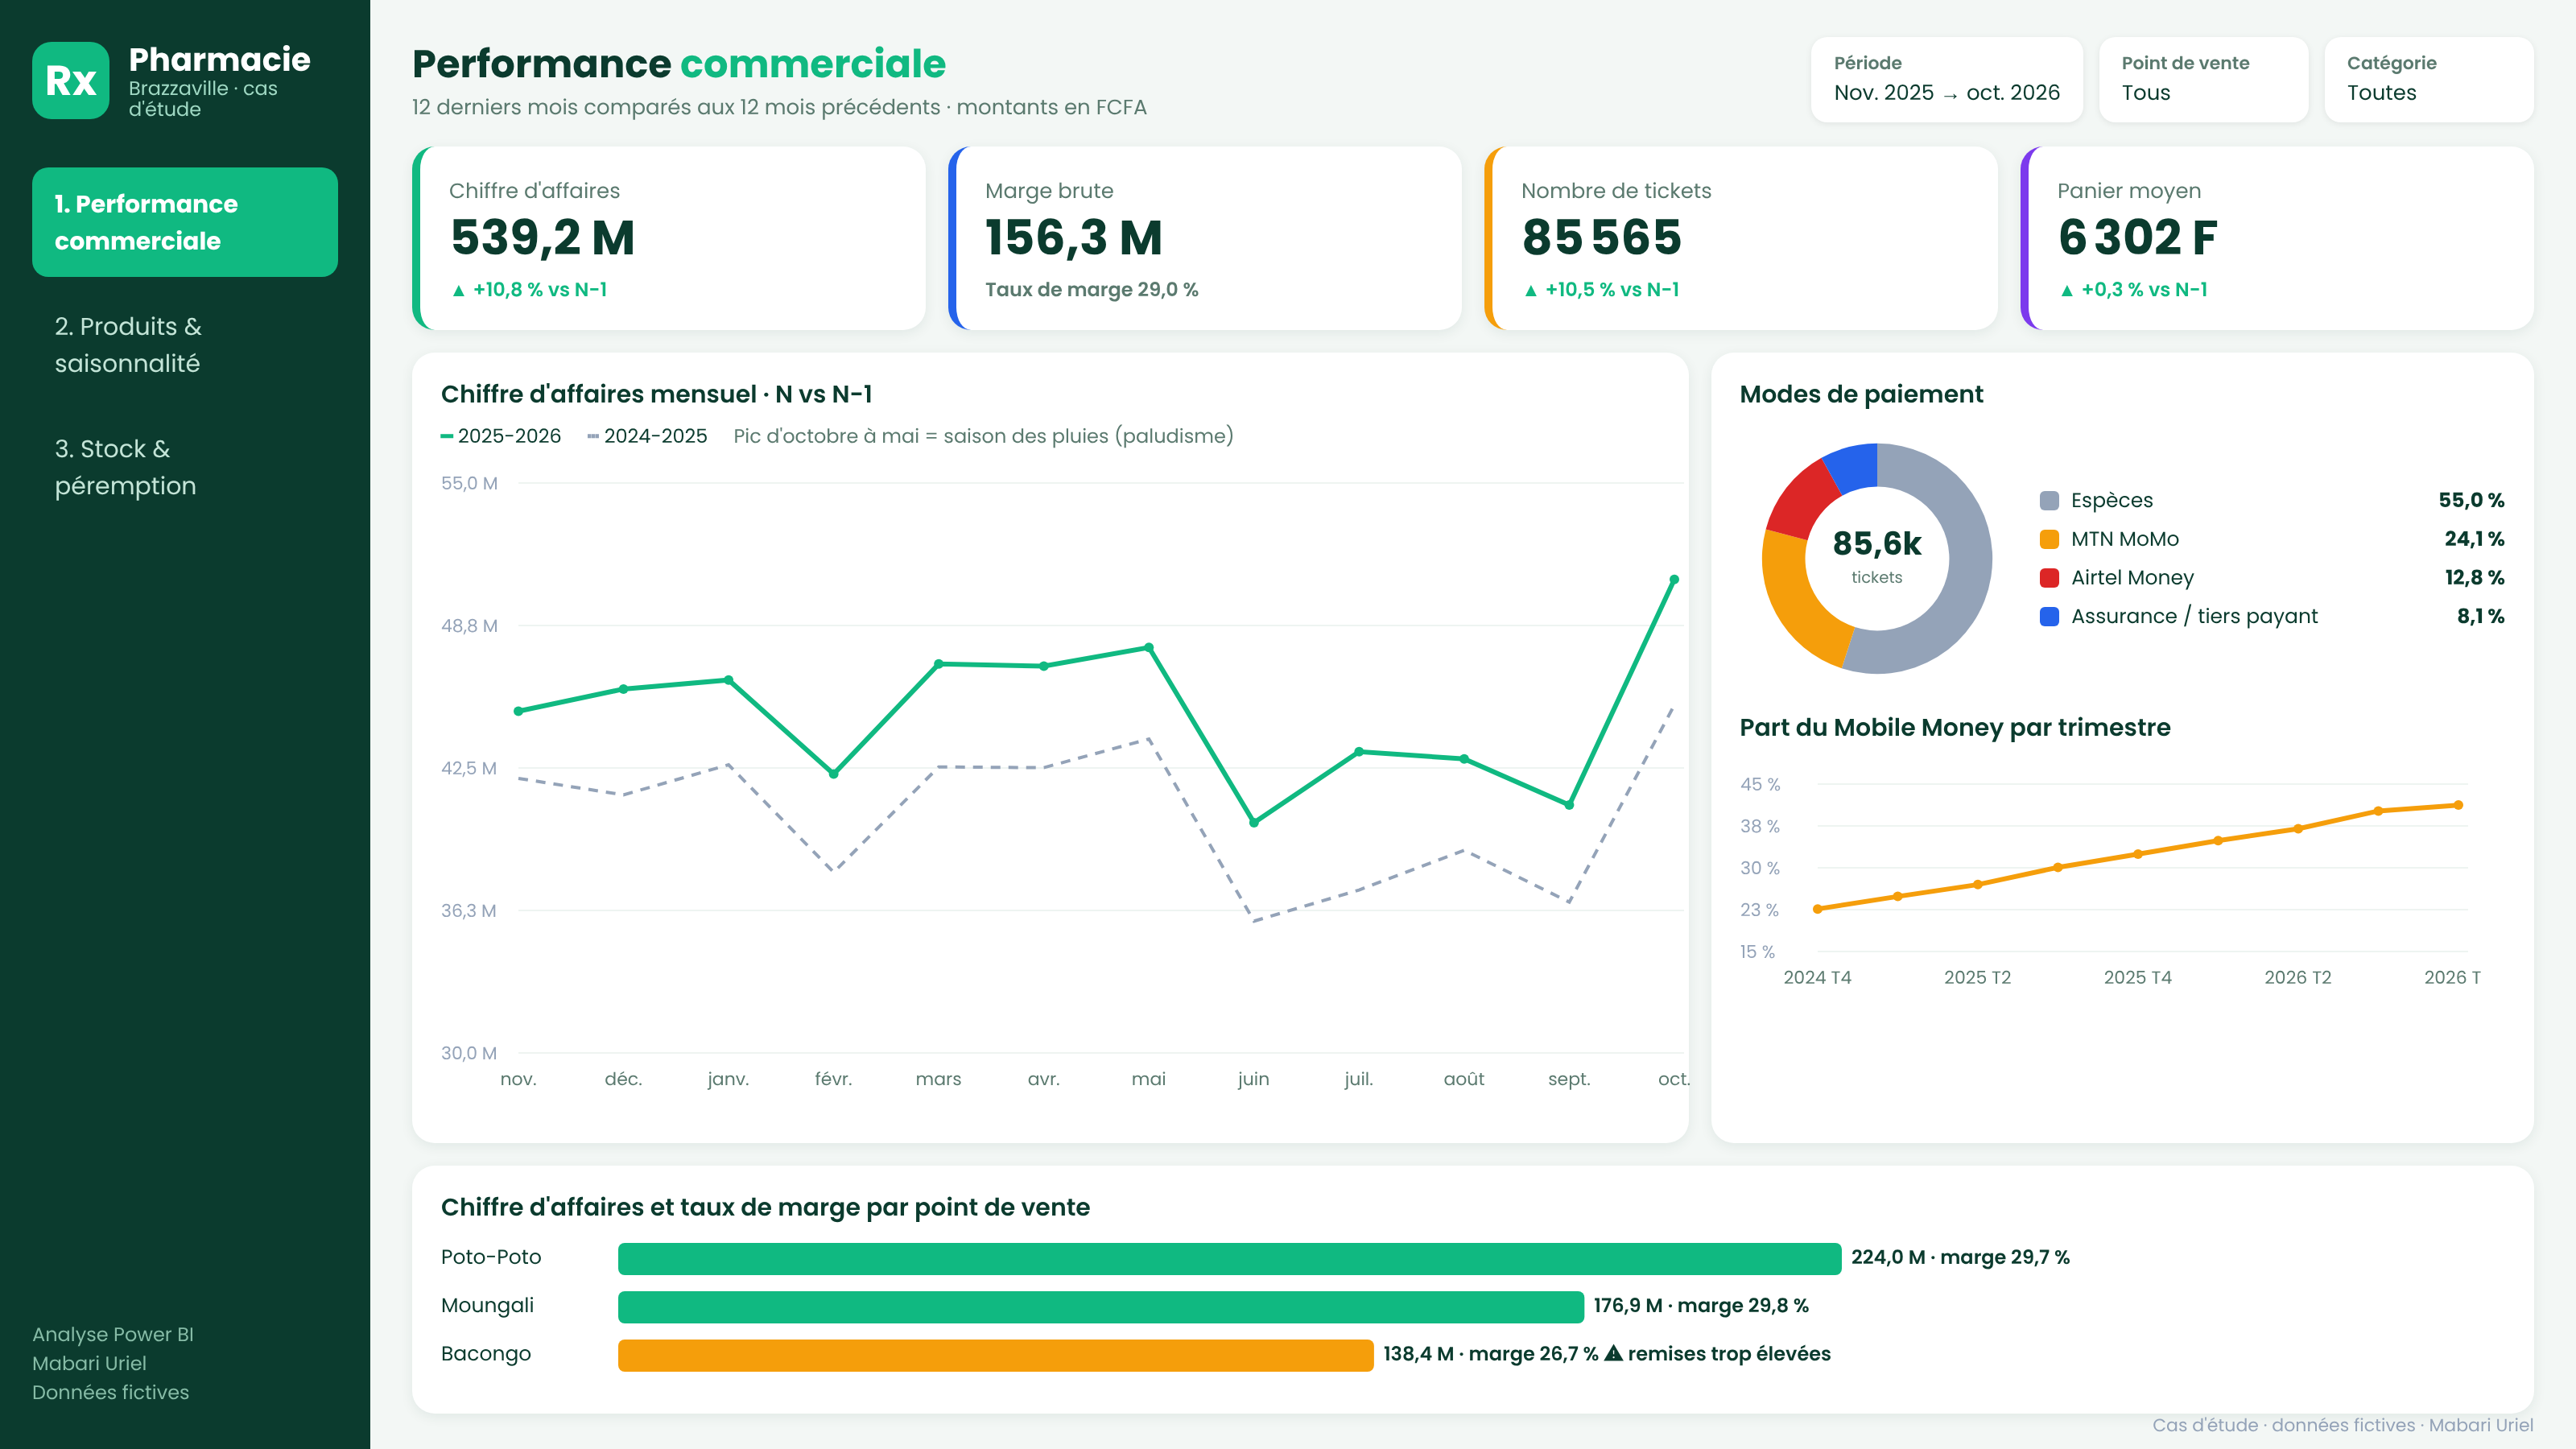 Rx
Pharmacie
Brazzaville · cas
d'étude
1. Performance
commerciale
2. Produits &
saisonnalité
3. Stock &
péremption
Analyse Power BI
Mabari Uriel
Données fictives
Performance commerciale
12 derniers mois comparés aux 12 mois précédents · montants en FCFA
Période
Nov. 2025 → oct. 2026
Point de vente
Tous
Catégorie
Toutes
Chiffre d'affaires
539,2 M
▲ +10,8 % vs N-1
Marge brute
156,3 M
Taux de marge 29,0 %
Nombre de tickets
85 565
▲ +10,5 % vs N-1
Panier moyen
6 302 F
▲ +0,3 % vs N-1
Chiffre d'affaires mensuel · N vs N-1
2025-2026 2024-2025 Pic d'octobre à mai = saison des pluies (paludisme)
55,0 M
48,8 M
42,5 M
36,3 M
30,0 M
nov. déc. janv. févr. mars avr. mai juin juil. août sept. oct.
Modes de paiement
85,6k
tickets
Espèces 55,0 %
MTN MoMo 24,1 %
Airtel Money 12,8 %
Assurance / tiers payant 8,1 %
Part du Mobile Money par trimestre
45 %
38 %
30 %
23 %
15 %
2024 T4 2025 T2 2025 T4 2026 T2 2026 T
Chiffre d'affaires et taux de marge par point de vente
Poto-Poto 224,0 M · marge 29,7 %
Moungali 176,9 M · marge 29,8 %
Bacongo 138,4 M · marge 26,7 % ⚠ remises trop élevées
Cas d'étude · données fictives · Mabari Uriel